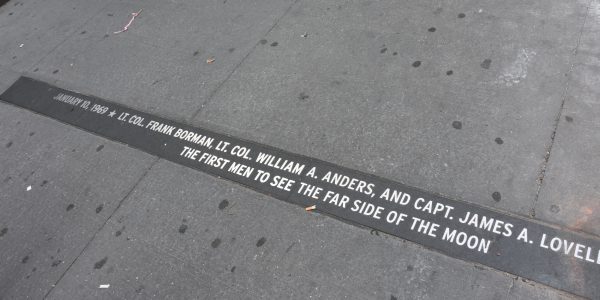 JANUARY 10, 1969 ★ LT. COL. FRANK BORMAN, LT. COL. WILLIAM A. ANDERS, AND CAPT. JAMES A. LOVELL
THE FIRST MEN TO SEE THE FAR SIDE OF THE MOON